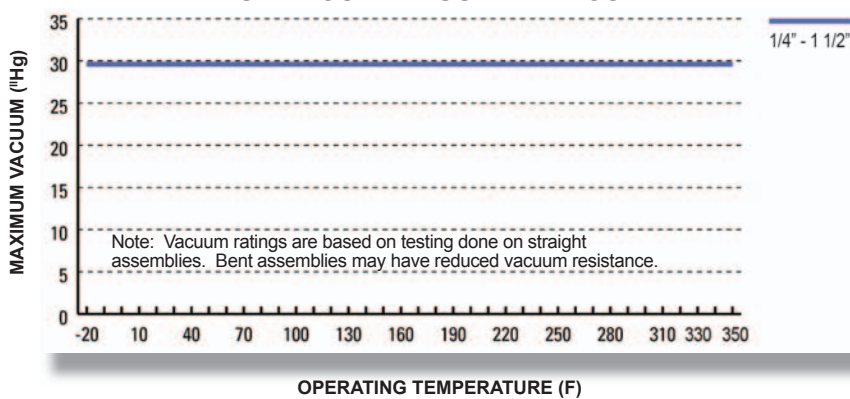 35
30
25
20
15
10
5
0
MAXIMUM VACUUM ("Hg)
1/4" - 1 1/2"
Note: Vacuum ratings are based on testing done on straight
assemblies. Bent assemblies may have reduced vacuum resistance.
-20 10 40 70 100 130 160 190 220 250 280 310 330 350
OPERATING TEMPERATURE (F)